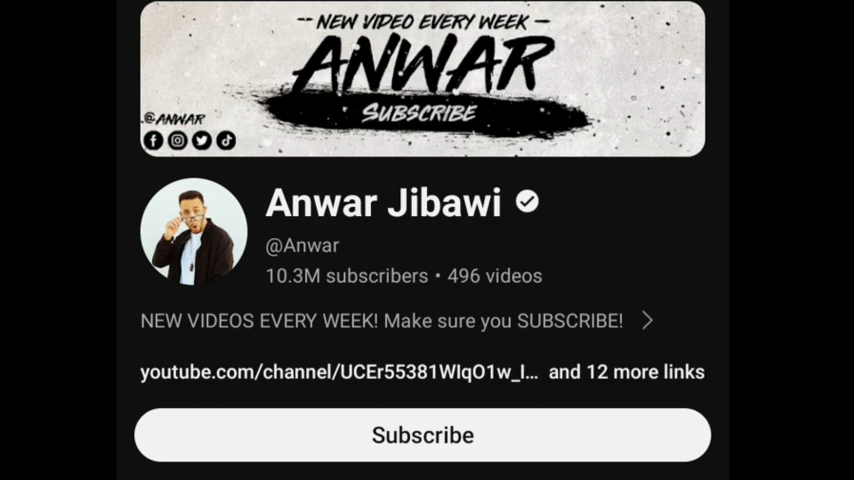 -- NEW VIDEO EVERY WEEK --
ANWAR
SUBSCRIBE
@ANWAR
Anwar Jibawi
@Anwar
10.3M subscribers • 496 videos
NEW VIDEOS EVERY WEEK! Make sure you SUBSCRIBE!
youtube.com/channel/UCEr55381WIqO1w_I... and 12 more links
Subscribe